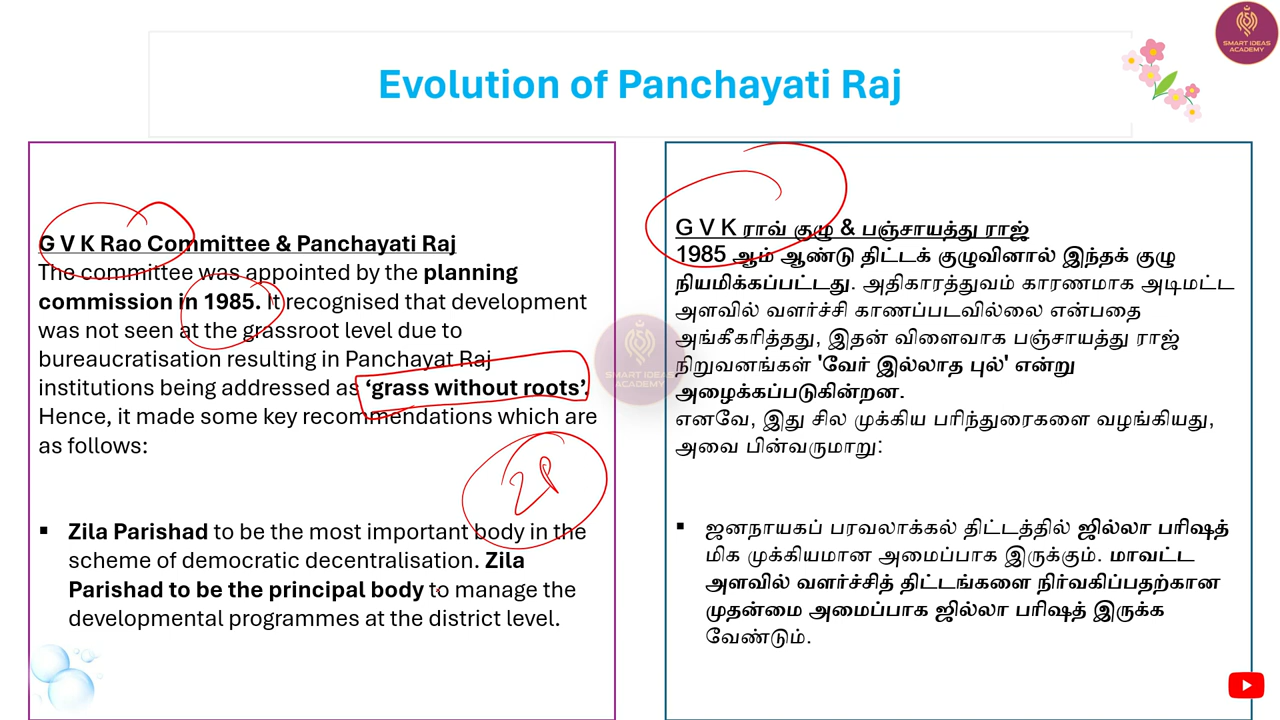 SMART IDEAS
ACADEMY
Evolution of Panchayati Raj
G V K Rao Committee & Panchayati Raj
The committee was appointed by the planning
commission in 1985. It recognised that development
was not seen at the grassroot level due to
bureaucratisation resulting in Panchayat Raj
institutions being addressed as ‘grass without roots’.
Hence, it made some key recommendations which are
as follows:
ZP
▪ Zila Parishad to be the most important body in the
scheme of democratic decentralisation. Zila
Parishad to be the principal body to manage the
developmental programmes at the district level.
G V K ராவ் குழு & பஞ்சாயத்து ராஜ்
1985 ஆம் ஆண்டு திட்டக் குழுவினால் இந்தக் குழு
நியமிக்கப்பட்டது. அதிகாரத்துவம் காரணமாக அடிமட்ட
அளவில் வளர்ச்சி காணப்படவில்லை என்பதை
அங்கீகரித்தது, இதன் விளைவாக பஞ்சாயத்து ராஜ்
நிறுவனங்கள் 'வேர் இல்லாத புல்' என்று
அழைக்கப்படுகின்றன.
எனவே, இது சில முக்கிய பரிந்துரைகளை வழங்கியது,
அவை பின்வருமாறு:
▪ ஜனநாயகப் பரவலாக்கல் திட்டத்தில் ஜில்லா பரிஷத்
மிக முக்கியமான அமைப்பாக இருக்கும். மாவட்ட
அளவில் வளர்ச்சித் திட்டங்களை நிர்வகிப்பதற்கான
முதன்மை அமைப்பாக ஜில்லா பரிஷத் இருக்க
வேண்டும்.
SMART IDEAS
ACADEMY